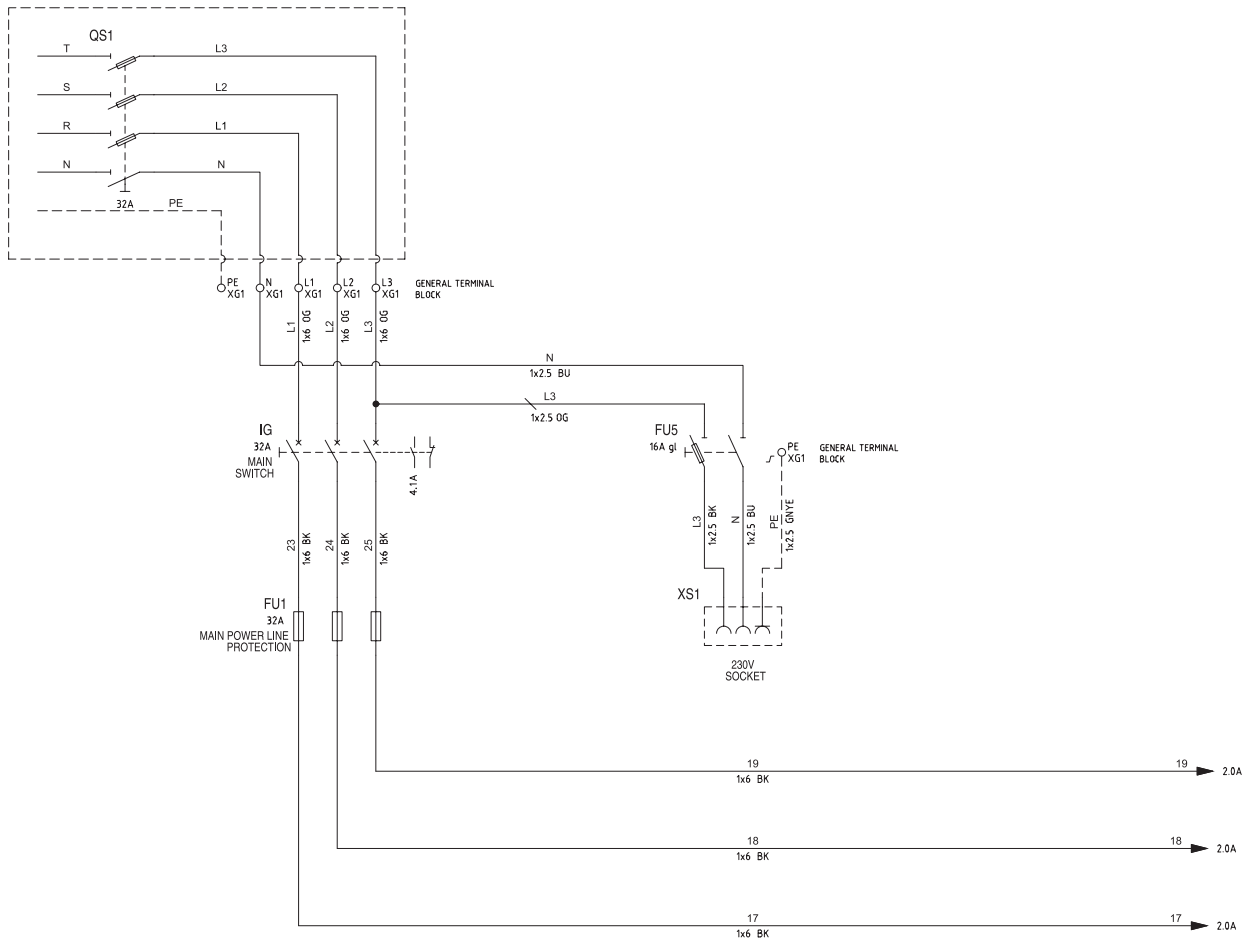 QS1
T
L3
S
L2
R
L1
N
N
32A
PE
PE
XG1
N
XG1
L1
XG1
L2
XG1
L3
XG1
GENERAL TERMINAL
BLOCK
L1
1x6 OG
L2
1x6 OG
L3
1x6 OG
N
1x2.5 BU
L3
1x2.5 OG
IG
32A
MAIN
SWITCH
4.1A
FU5
16A gl
PE
XG1
GENERAL TERMINAL
BLOCK
23
1x6 BK
24
1x6 BK
25
1x6 BK
L3
1x2.5 BK
N
1x2.5 BU
PE
1x2.5 GNYE
FU1
32A
MAIN POWER LINE
PROTECTION
XS1
230V
SOCKET
19
1x6 BK
19
2.0A
18
1x6 BK
18
2.0A
17
1x6 BK
17
2.0A